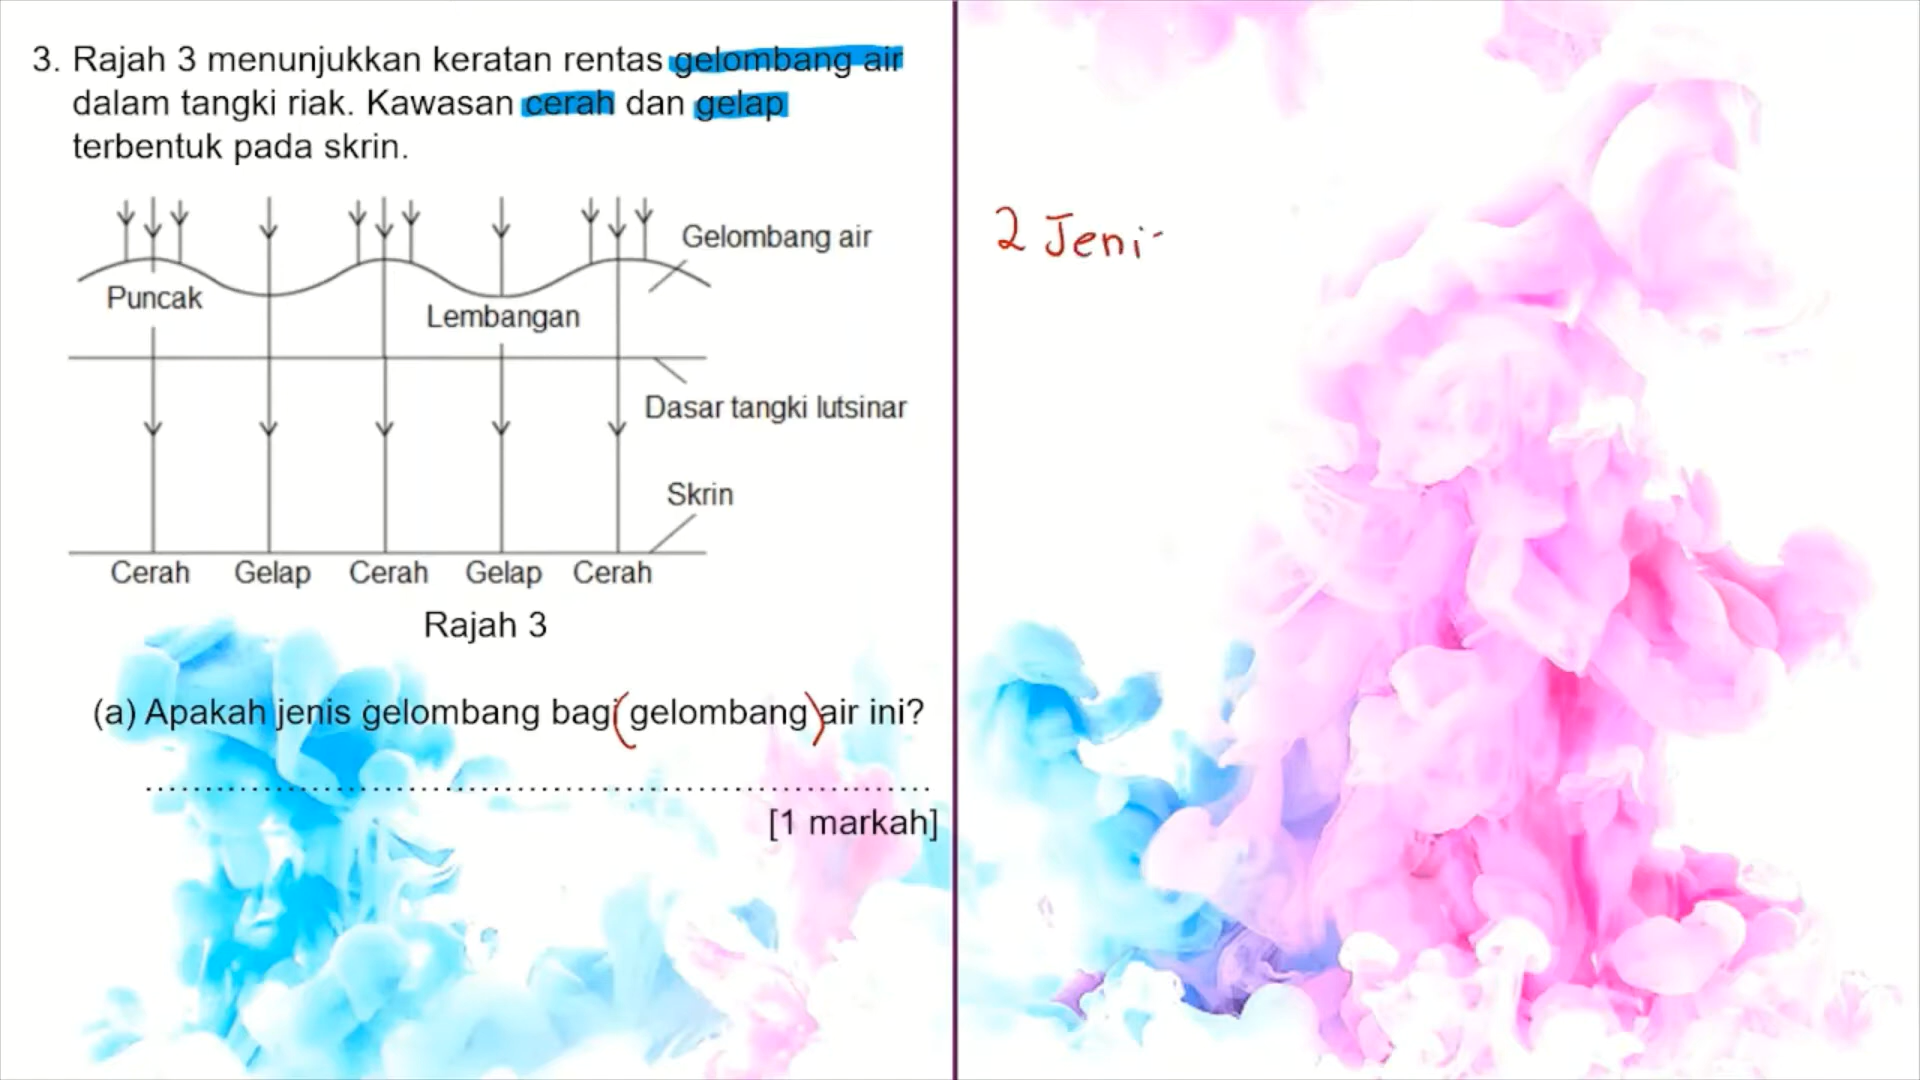 3. Rajah 3 menunjukkan keratan rentas gelombang air
dalam tangki riak. Kawasan cerah dan gelap
terbentuk pada skrin.
Gelombang air
Puncak
Lembangan
Dasar tangki lutsinar
Skrin
Cerah Gelap Cerah Gelap Cerah
Rajah 3
(a) Apakah jenis gelombang bagi (gelombang) air ini?
................................................................
[1 markah]
2 Jeni